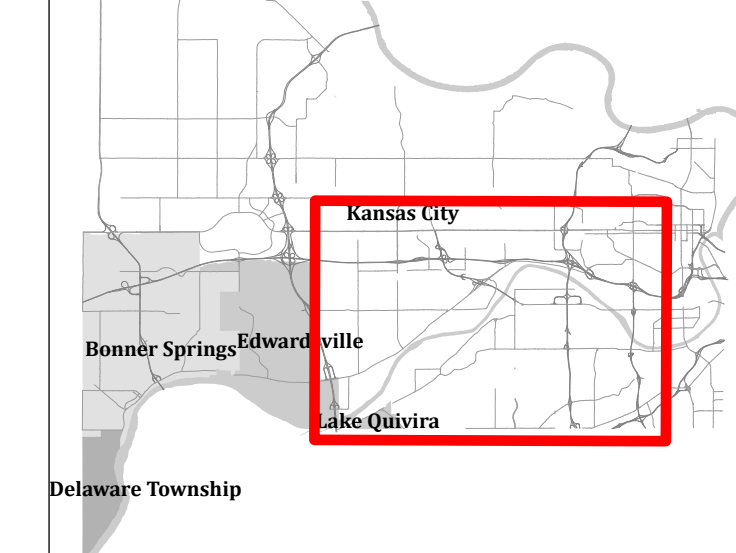 Kansas City
Edwardsville
Bonner Springs
Lake Quivira
Delaware Township